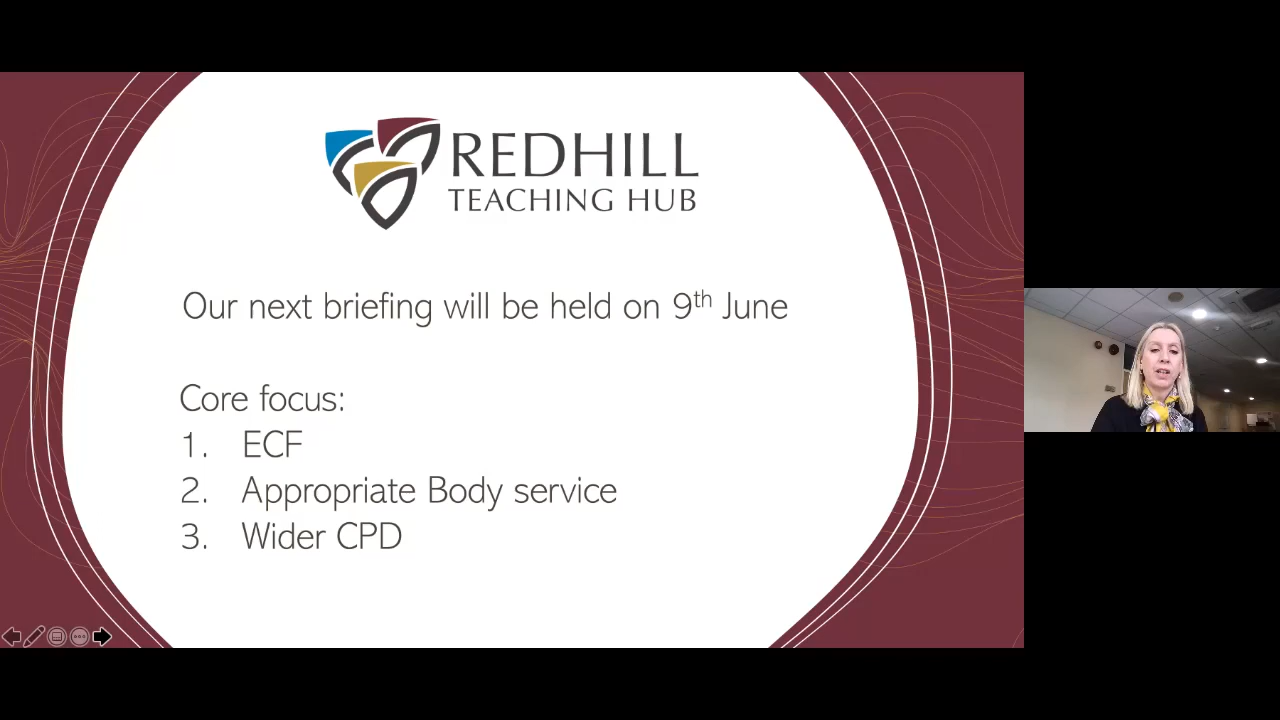 REDHILL
TEACHING HUB
Our next briefing will be held on 9th June
Core focus:
1. ECF
2. Appropriate Body service
3. Wider CPD